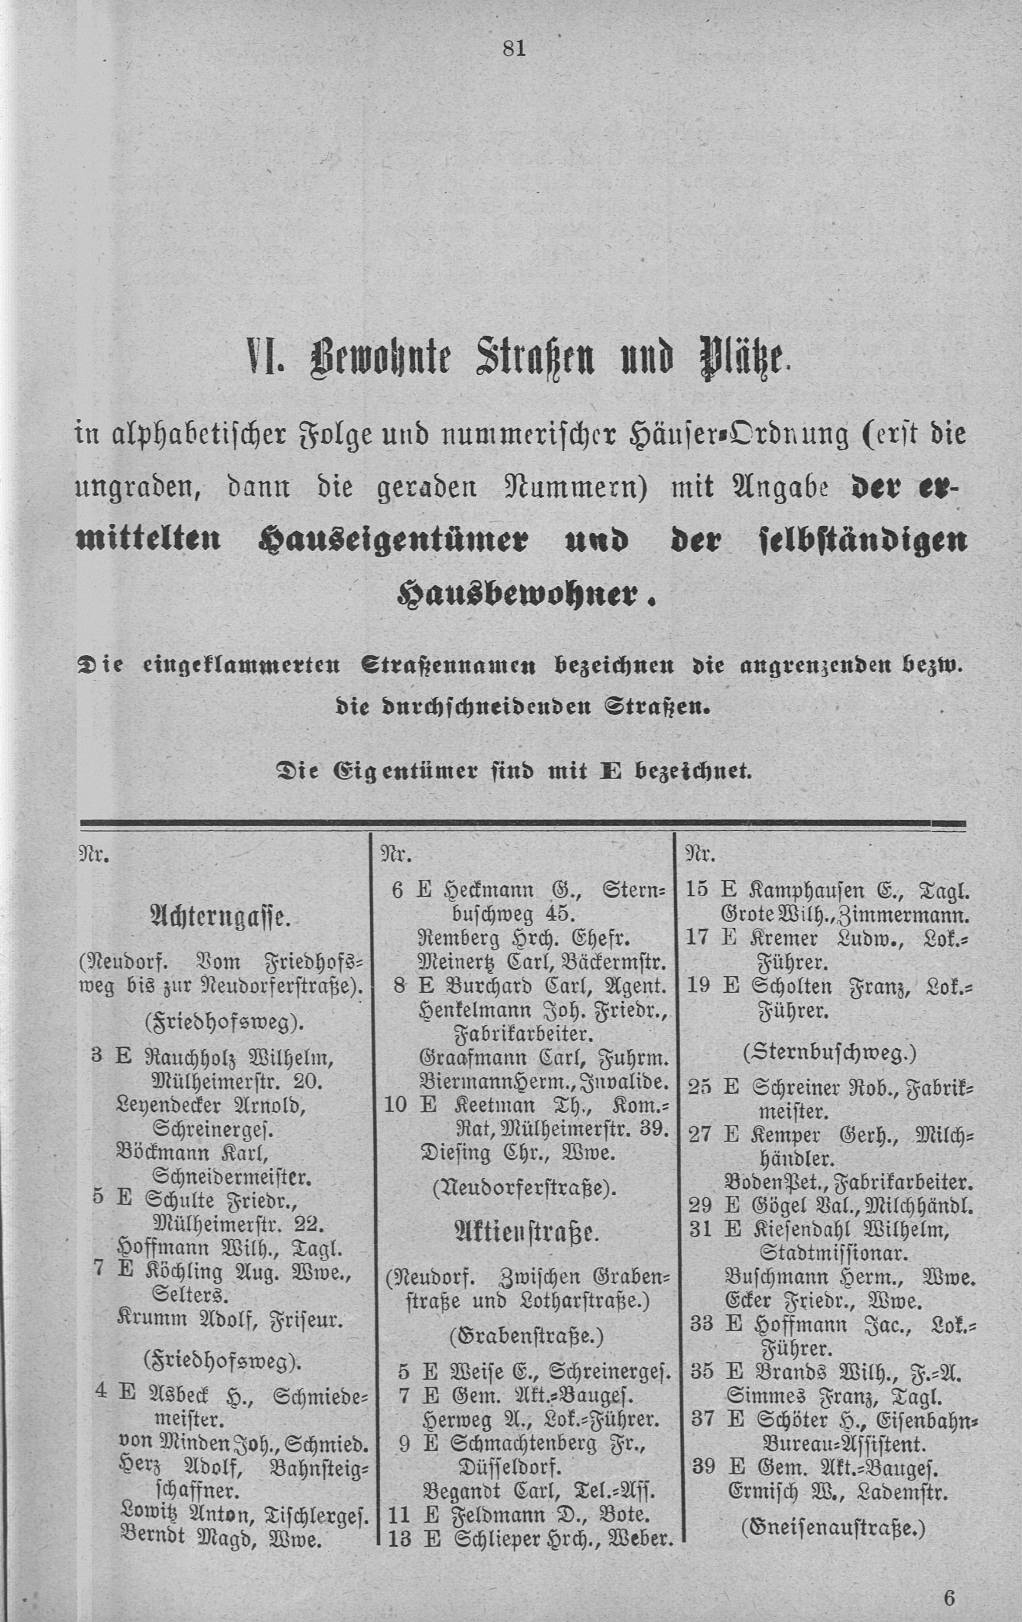 81
VI. Bewohnte Straßen und Plätze.
in alphabetischer Folge und nummerischer Häuser-Ordnung (erst die
ungraden, dann die geraden Nummern) mit Angabe der er-
mittelten Hauseigentümer und der selbständigen
Hausbewohner.
Die eingeklammerten Straßennamen bezeichnen die angrenzenden bezw.
die durchschneidenden Straßen.
Die Eigentümer sind mit E bezeichnet.
Nr.
Achterngasse.
(Neudorf. Vom Friedhofs-
weg bis zur Neudorferstraße).
(Friedhofsweg).
3 E Rauchholz Wilhelm,
Mülheimerstr. 20.
Leyendecker Arnold,
Schreinerges.
Böckmann Karl,
Schneidermeister.
5 E Schulte Friedr.,
Mülheimerstr. 22.
Hoffmann Wilh., Tagl.
7 E Köchling Aug. Wwe.,
Selters.
Krumm Adolf, Friseur.
(Friedhofsweg).
4 E Asbeck H., Schmiede-
meister.
von Minden Joh., Schmied.
Herz Adolf, Bahnsteig-
schaffner.
Lowitz Anton, Tischlerges.
Berndt Magd, Wwe.
Nr.
6 E Heckmann G., Stern-
buschweg 45.
Remberg Hrch. Ehefr.
Meinertz Carl, Bäckermstr.
8 E Burchard Carl, Agent.
Henkelmann Joh. Friedr.,
Fabrikarbeiter.
Graafmann Carl, Fuhrm.
Biermann Herm., Invalide.
10 E Keetman Th., Kom.-
Rat, Mülheimerstr. 39.
Diesing Chr., Wwe.
(Neudorferstraße).
Aktienstraße.
(Neudorf. Zwischen Graben-
straße und Lotharstraße.)
(Grabenstraße.)
5 E Weise E., Schreinerges.
7 E Gem. Akt.-Bauges.
Herweg A., Lok.-Führer.
9 E Schmachtenberg Fr.,
Düsseldorf.
Begandt Carl, Tel.-Ass.
11 E Feldmann D., Bote.
13 E Schlieper Hrch., Weber.
Nr.
15 E Kamphausen E., Tagl.
Grote Wilh., Zimmermann.
17 E Kremer Ludw., Lok.-
Führer.
19 E Scholten Franz, Lok.-
Führer.
(Sternbuschweg.)
25 E Schreiner Rob., Fabrik-
meister.
27 E Kemper Gerh., Milch-
händler.
Boden Pet., Fabrikarbeiter.
29 E Gögel Val., Milchhändl.
31 E Kiesendahl Wilhelm,
Stadtmissionar.
Buschmann Herm., Wwe.
Ecker Friedr., Wwe.
33 E Hoffmann Jac., Lok.-
Führer.
35 E Brands Wilh., F.-A.
Simmes Franz, Tagl.
37 E Schöter H., Eisenbahn-
Bureau-Assistent.
39 E Gem. Akt.-Bauges.
Ermisch W., Lademstr.
(Gneisenaustraße.)
6